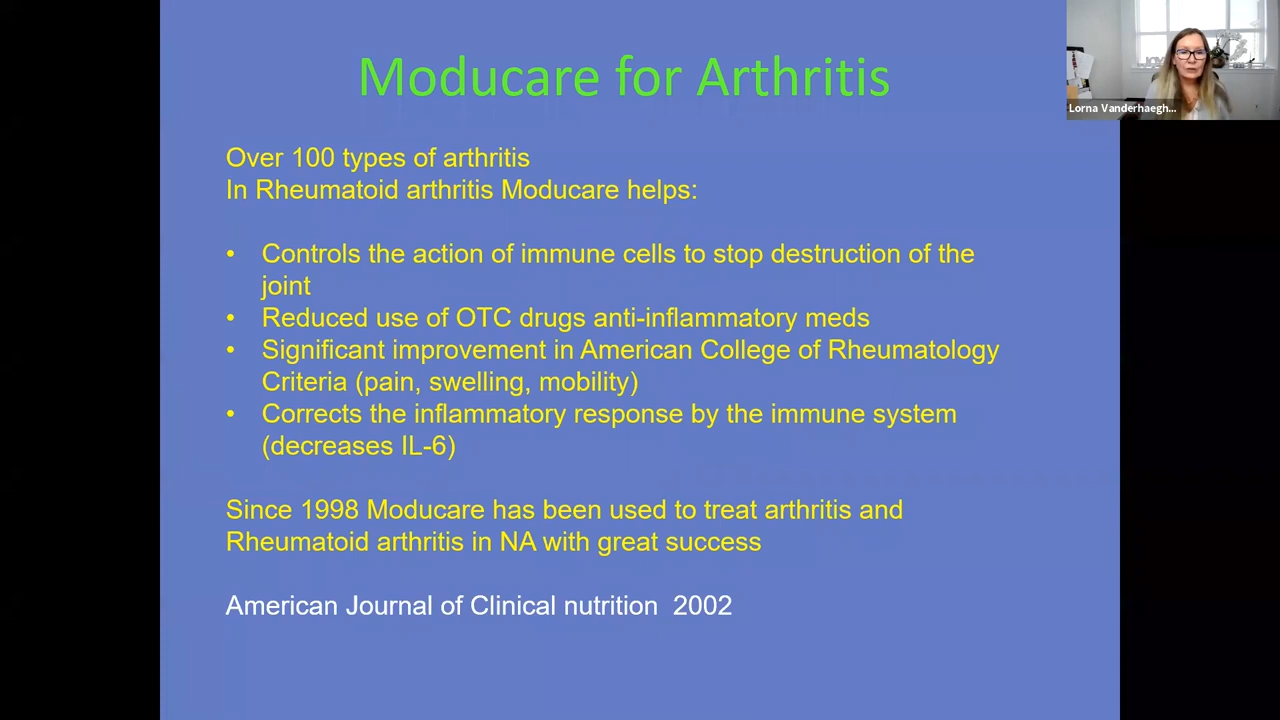 Moducare for Arthritis
Lorna Vanderhaegh...
Over 100 types of arthritis
In Rheumatoid arthritis Moducare helps:
• Controls the action of immune cells to stop destruction of the
joint
• Reduced use of OTC drugs anti-inflammatory meds
• Significant improvement in American College of Rheumatology
Criteria (pain, swelling, mobility)
• Corrects the inflammatory response by the immune system
(decreases IL-6)
Since 1998 Moducare has been used to treat arthritis and
Rheumatoid arthritis in NA with great success
American Journal of Clinical nutrition 2002